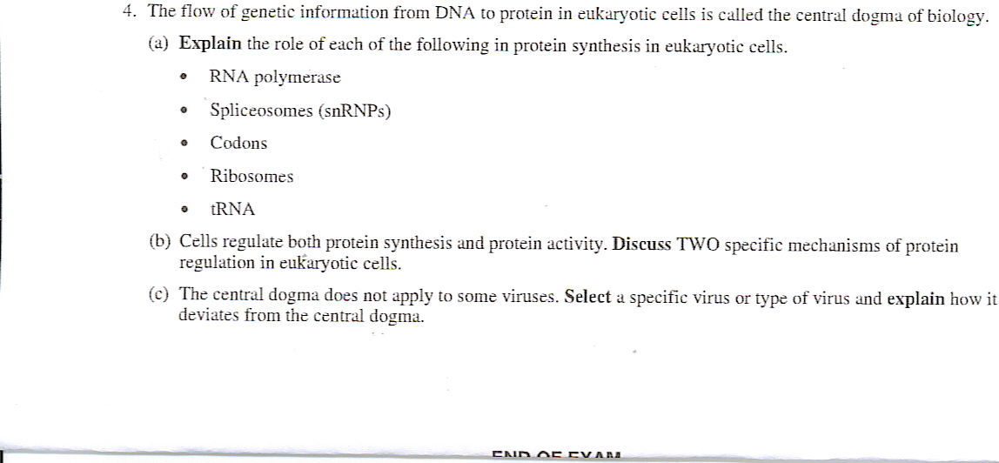 4. The flow of genetic information from DNA to protein in eukaryotic cells is called the central dogma of biology.
(a) Explain the role of each of the following in protein synthesis in eukaryotic cells.
• RNA polymerase
• Spliceosomes (snRNPs)
• Codons
• Ribosomes
• tRNA
(b) Cells regulate both protein synthesis and protein activity. Discuss TWO specific mechanisms of protein
regulation in eukaryotic cells.
(c) The central dogma does not apply to some viruses. Select a specific virus or type of virus and explain how it
deviates from the central dogma.
END OF EXAM